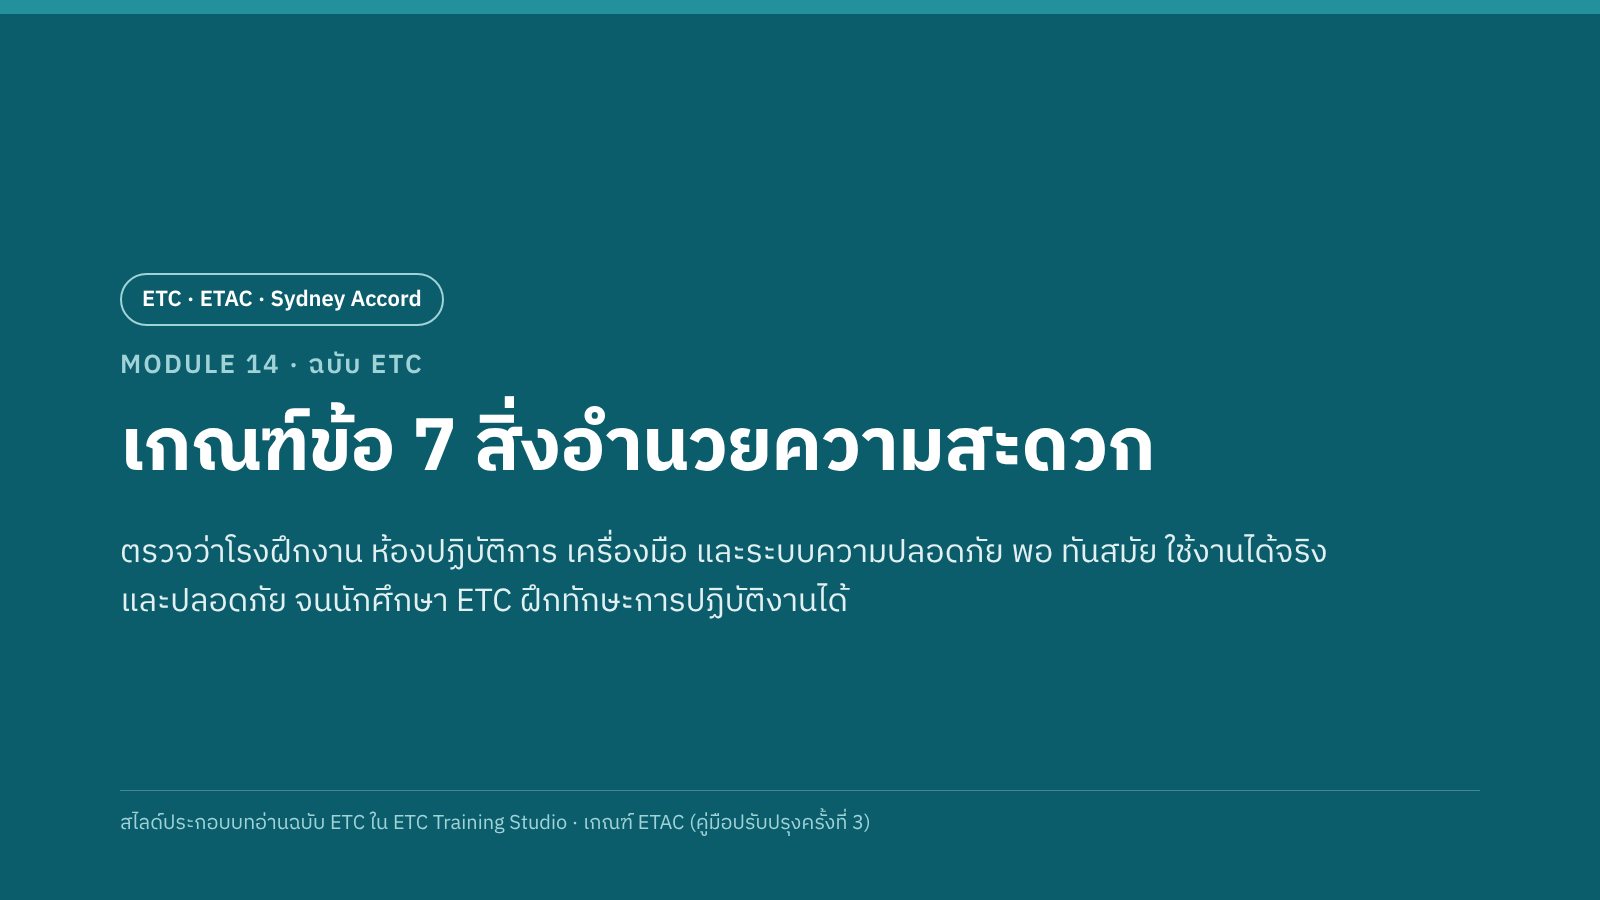 ETC · ETAC · Sydney Accord
MODULE 14 · ฉบับ ETC
เกณฑ์ข้อ 7 สิ่งอำนวยความสะดวก
ตรวจว่าโรงฝึกงาน ห้องปฏิบัติการ เครื่องมือ และระบบความปลอดภัย พอ ทันสมัย ใช้งานได้จริง
และปลอดภัย จนนักศึกษา ETC ฝึกทักษะการปฏิบัติงานได้
สไลด์ประกอบบทอ่านฉบับ ETC ใน ETC Training Studio · เกณฑ์ ETAC (คู่มือปรับปรุงครั้งที่ 3)